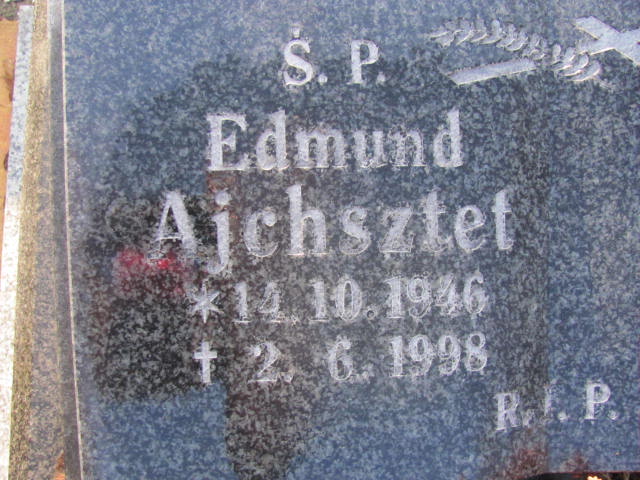 Ś. P.
Edmund
Ajchsztet
* 14. 10. 1946
✝ 2. 6. 1998
R. I. P.